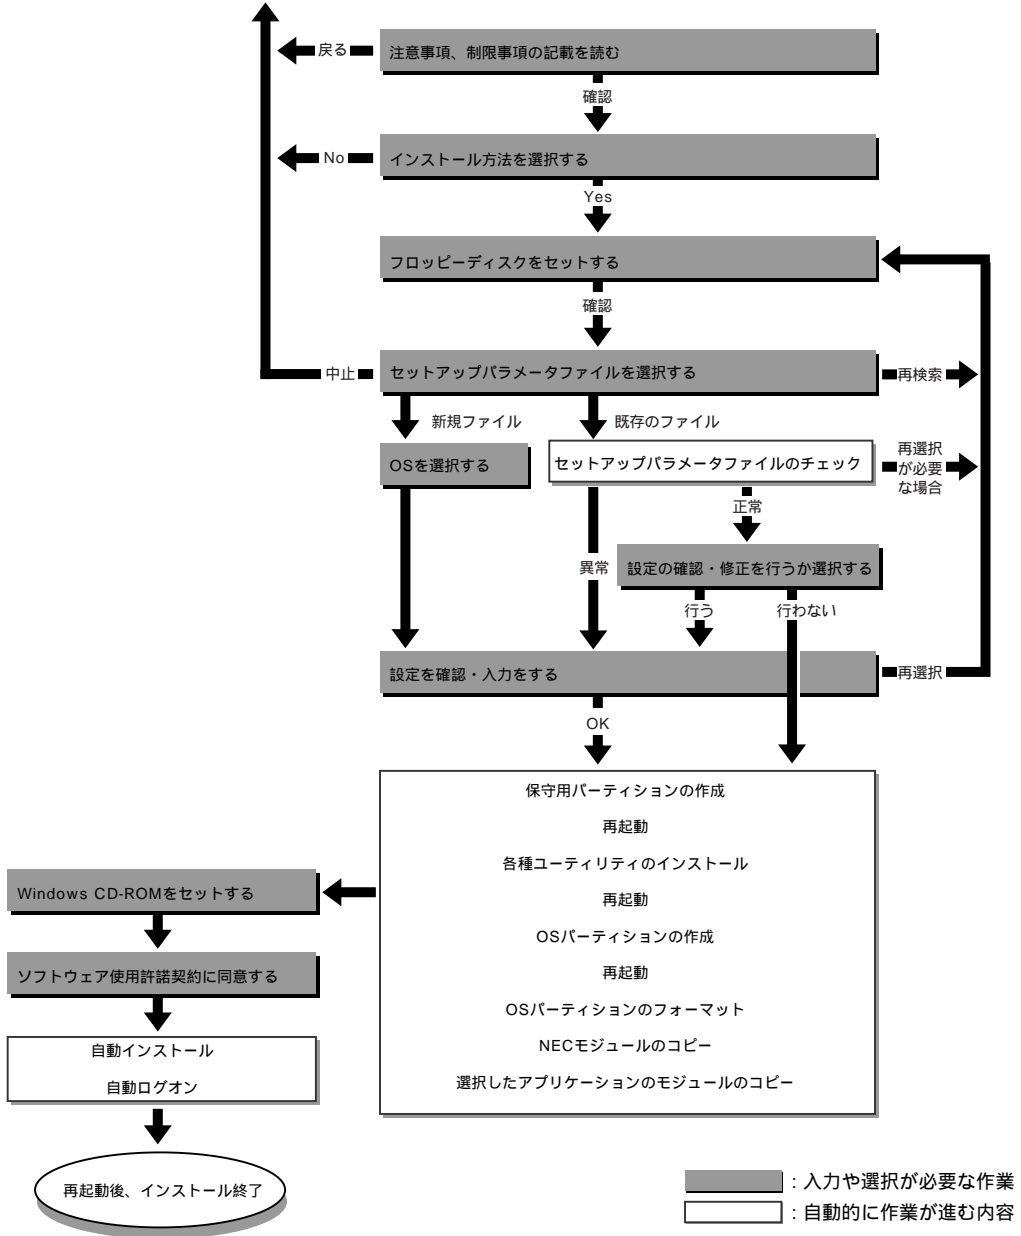 戻る
注意事項、制限事項の記載を読む
確認
No
インストール方法を選択する
Yes
フロッピーディスクをセットする
確認
中止
セットアップパラメータファイルを選択する
再検索
新規ファイル
既存のファイル
OSを選択する
セットアップパラメータファイルのチェック
再選択
が必要
な場合
正常
異常
設定の確認・修正を行うか選択する
行う
行わない
設定を確認・入力をする
再選択
OK
保守用パーティションの作成
再起動
各種ユーティリティのインストール
再起動
OSパーティションの作成
再起動
OSパーティションのフォーマット
NECモジュールのコピー
選択したアプリケーションのモジュールのコピー
Windows CD-ROMをセットする
ソフトウェア使用許諾契約に同意する
自動インストール
自動ログオン
再起動後、インストール終了
: 入力や選択が必要な作業
: 自動的に作業が進む内容